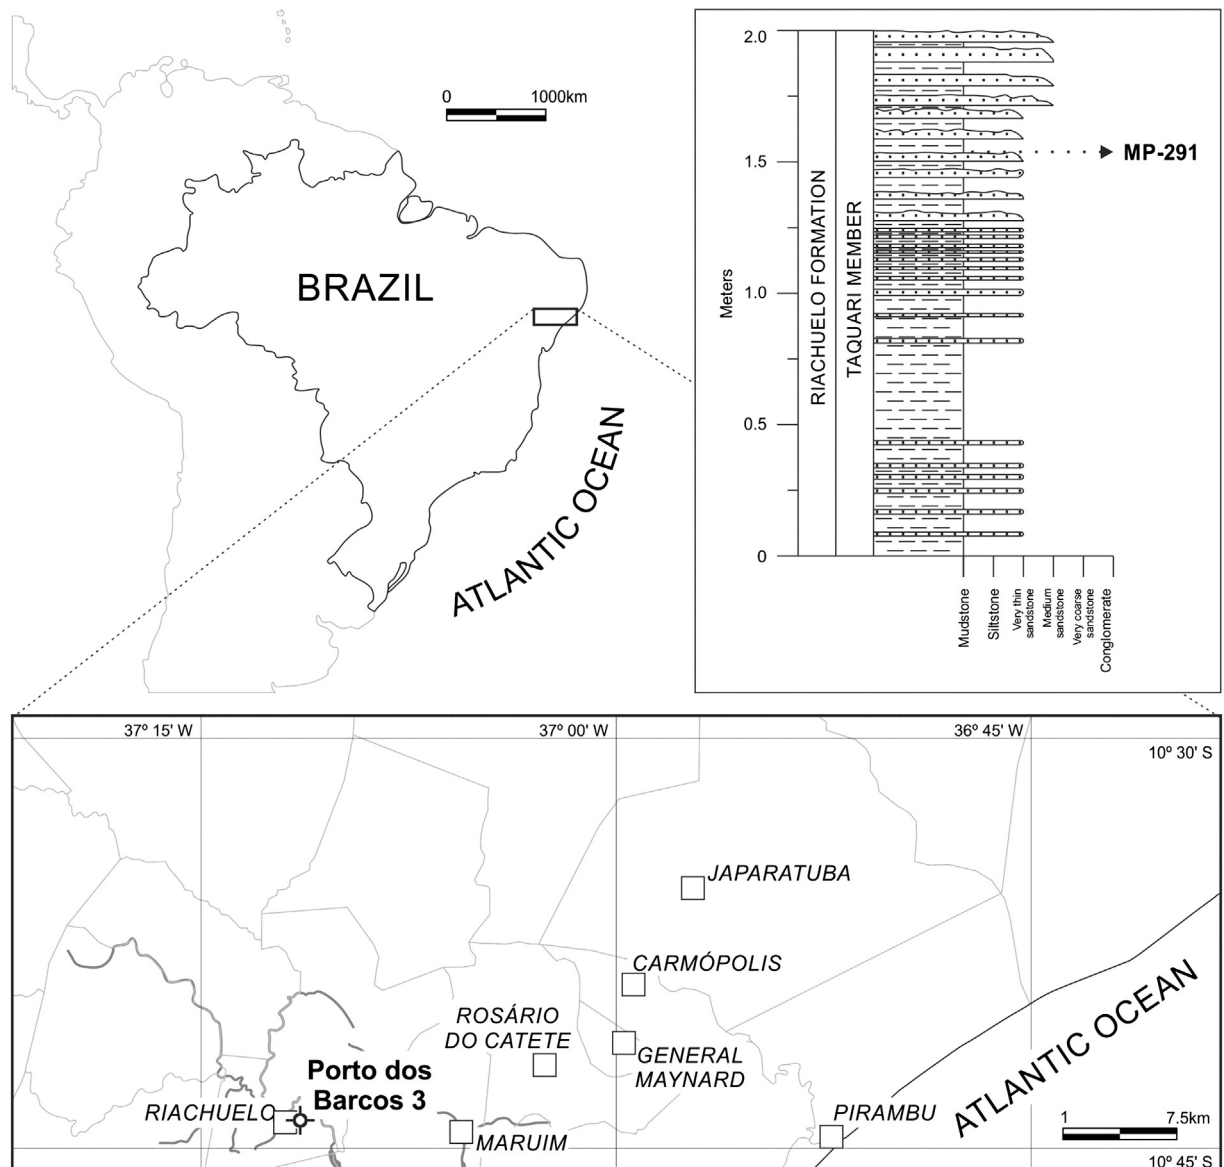 0 1000km
BRAZIL
ATLANTIC OCEAN
2.0
1.5
1.0
0.5
0
Meters
RIACHUELO FORMATION
TAQUARI MEMBER
MP-291
Mudstone
Siltstone
Very thin
sandstone
Medium
sandstone
Very coarse
sandstone
Conglomerate
37º 15' W
37º 00' W
36º 45' W
10º 30' S
JAPARATUBA
CARMÓPOLIS
ROSÁRIO
DO CATETE
GENERAL
MAYNARD
Porto dos
Barcos 3
RIACHUELO
MARUIM
PIRAMBU
ATLANTIC OCEAN
1 7.5km
10º 45' S